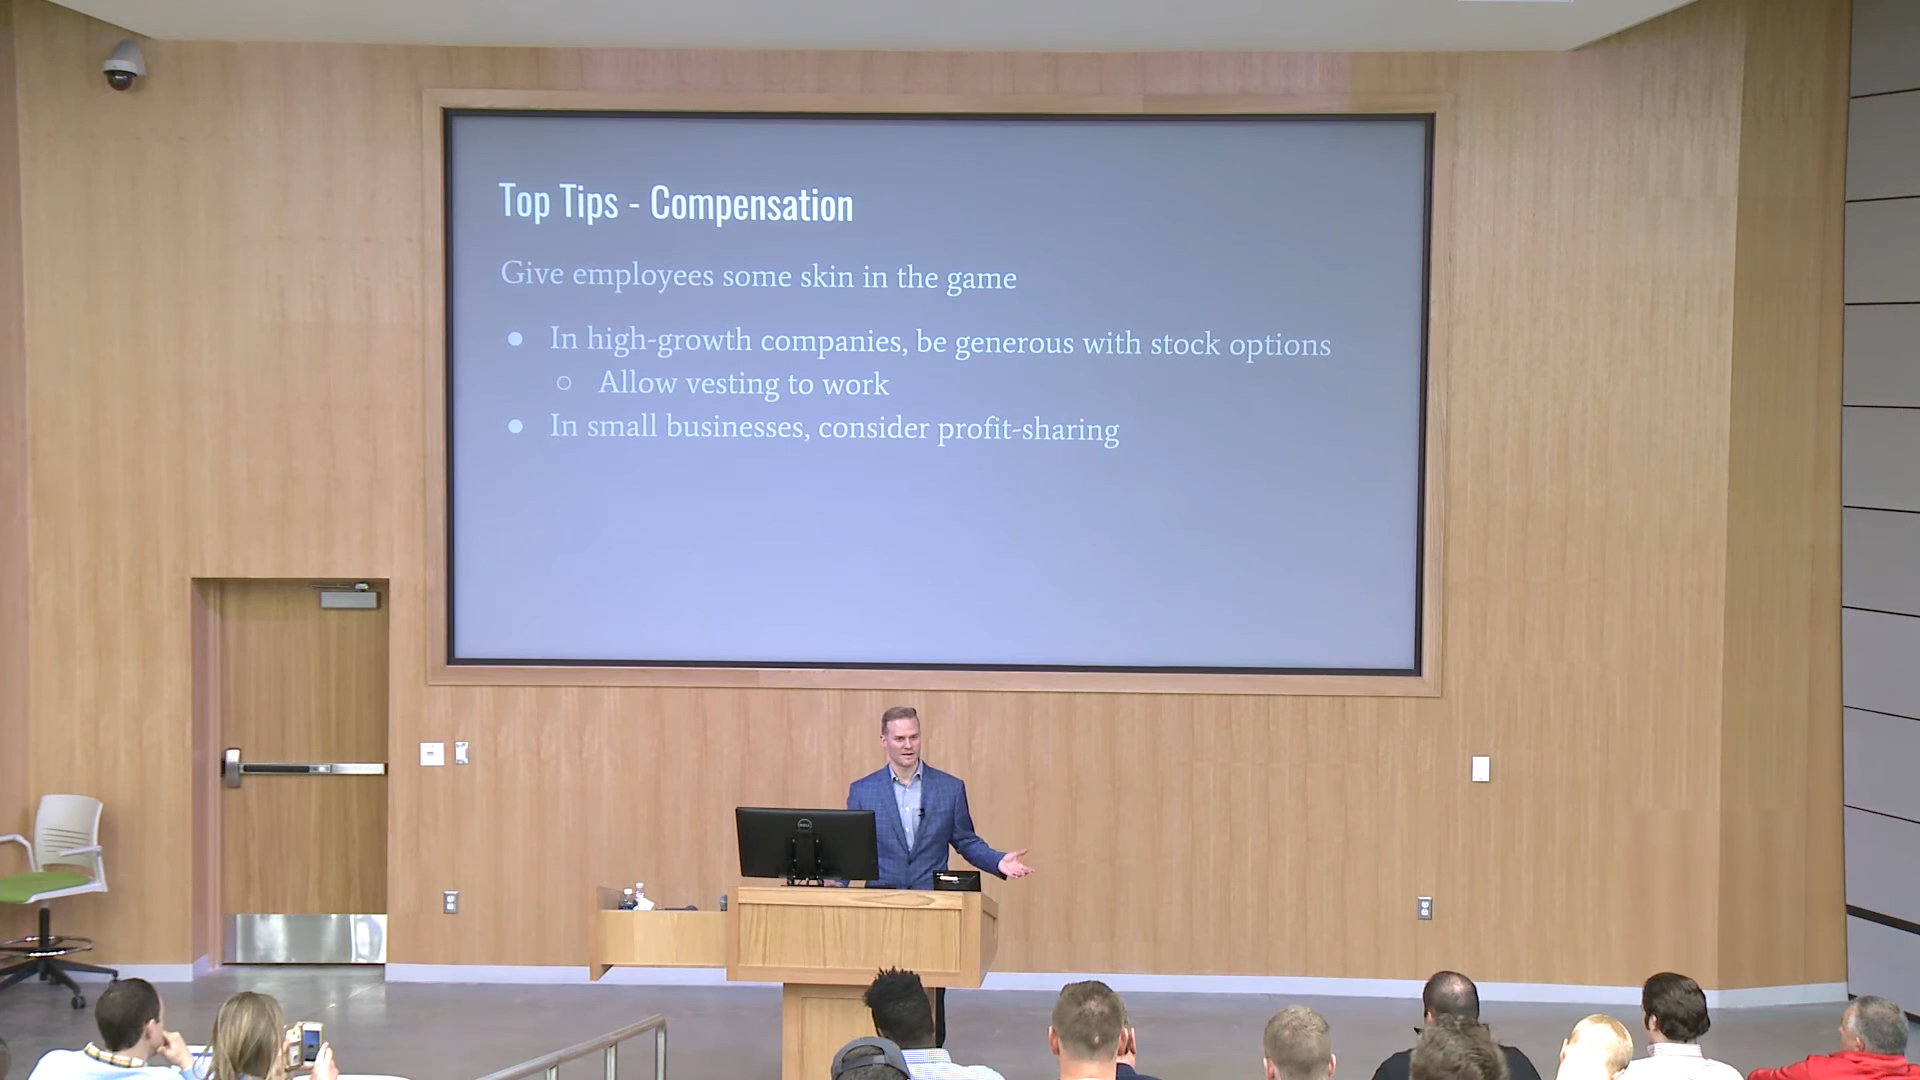 Top Tips - Compensation
Give employees some skin in the game
● In high-growth companies, be generous with stock options
○ Allow vesting to work
● In small businesses, consider profit-sharing
DELL